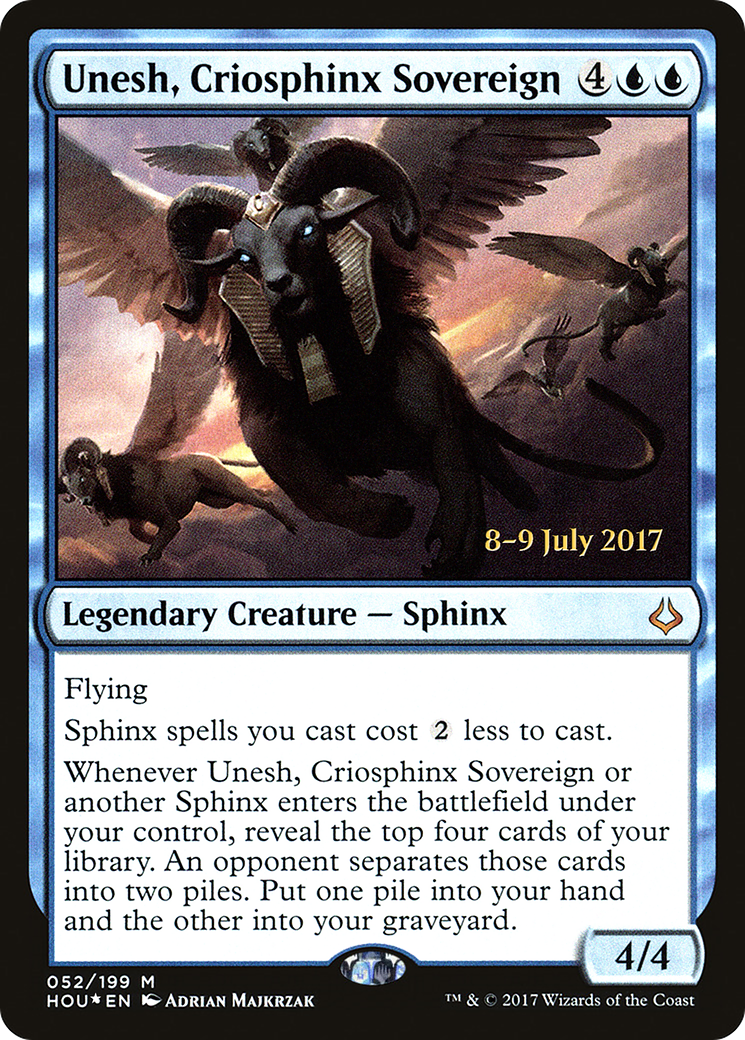 Unesh, Criosphinx Sovereign 4
8–9 July 2017
Legendary Creature — Sphinx
Flying
Sphinx spells you cast cost 2 less to cast.
Whenever Unesh, Criosphinx Sovereign or
another Sphinx enters the battlefield under
your control, reveal the top four cards of your
library. An opponent separates those cards
into two piles. Put one pile into your hand
and the other into your graveyard.
4/4
052/199 M
HOU★EN Adrian Majkrzak
™ & © 2017 Wizards of the Coast